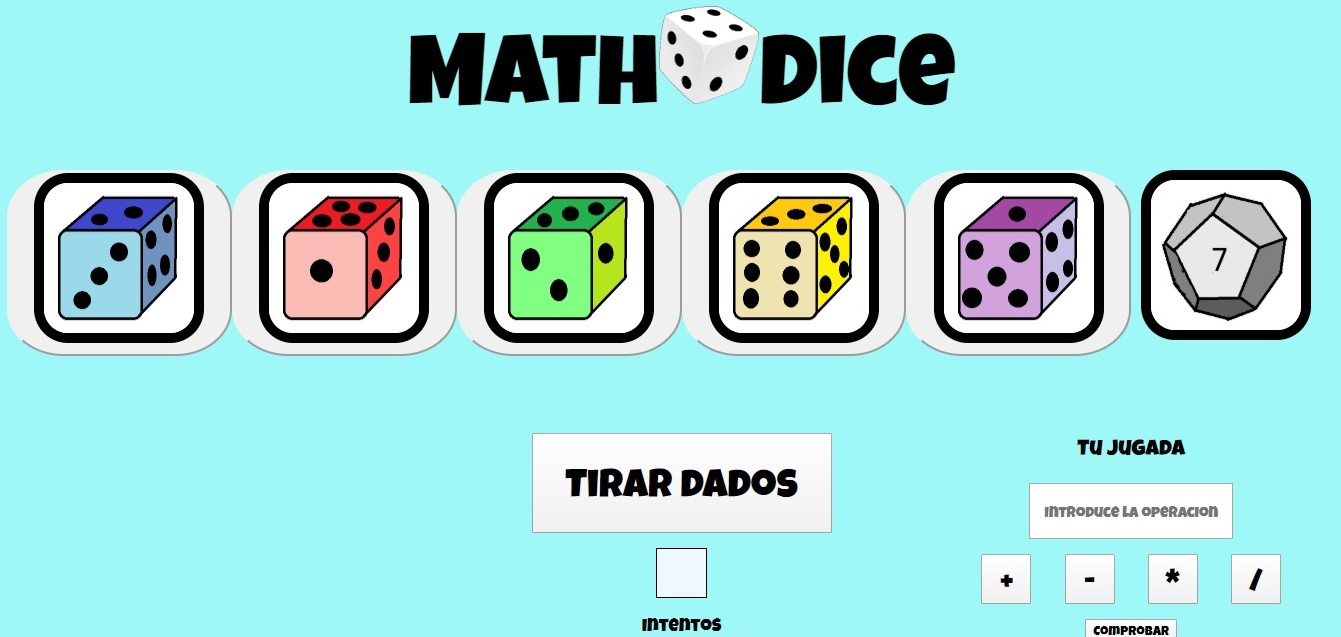 MATH DICE
7
TIRAR DADOS
TU JUGADA
INTRODUCE LA OPERACION
+ - * /
INTENTOS
COMPROBAR